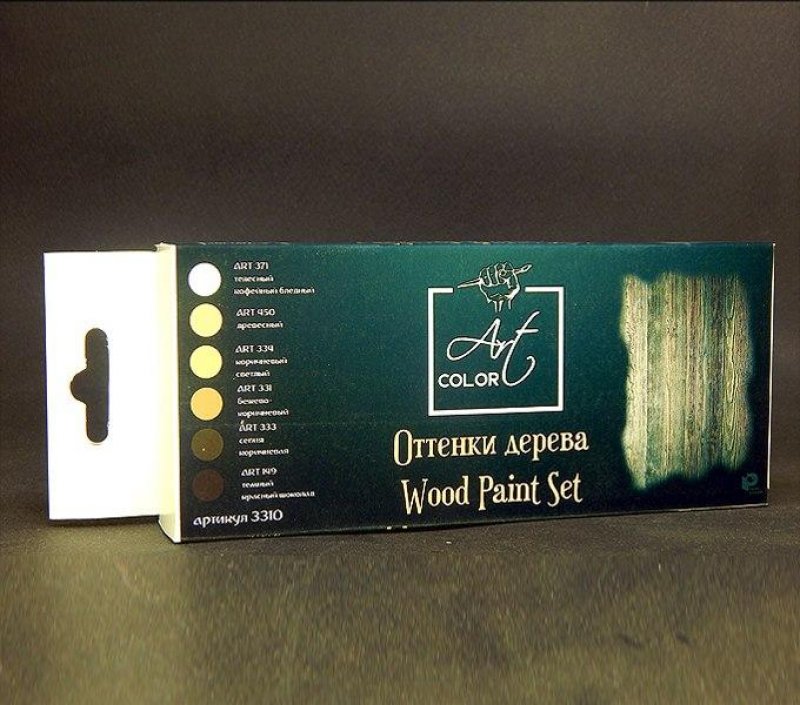 ART 371
телесный
кофейный бледный
ART 450
древесный
ART 334
коричневый
светлый
ART 331
бежево-
коричневый
ART 333
сепия
коричневая
ART 149
темный
красный шоколад
артикул 3310
Art
COLOR
Оттенки дерева
Wood Paint Set